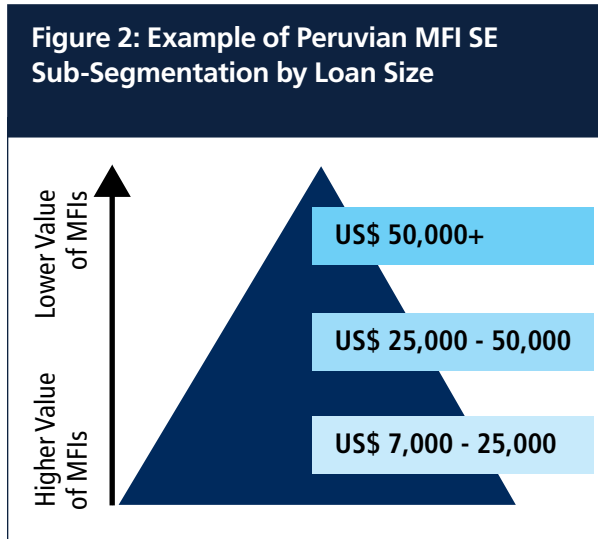 Figure 2: Example of Peruvian MFI SE
Sub-Segmentation by Loan Size
Lower Value
of MFIs
US$ 50,000+
US$ 25,000 - 50,000
Higher Value
of MFIs
US$ 7,000 - 25,000